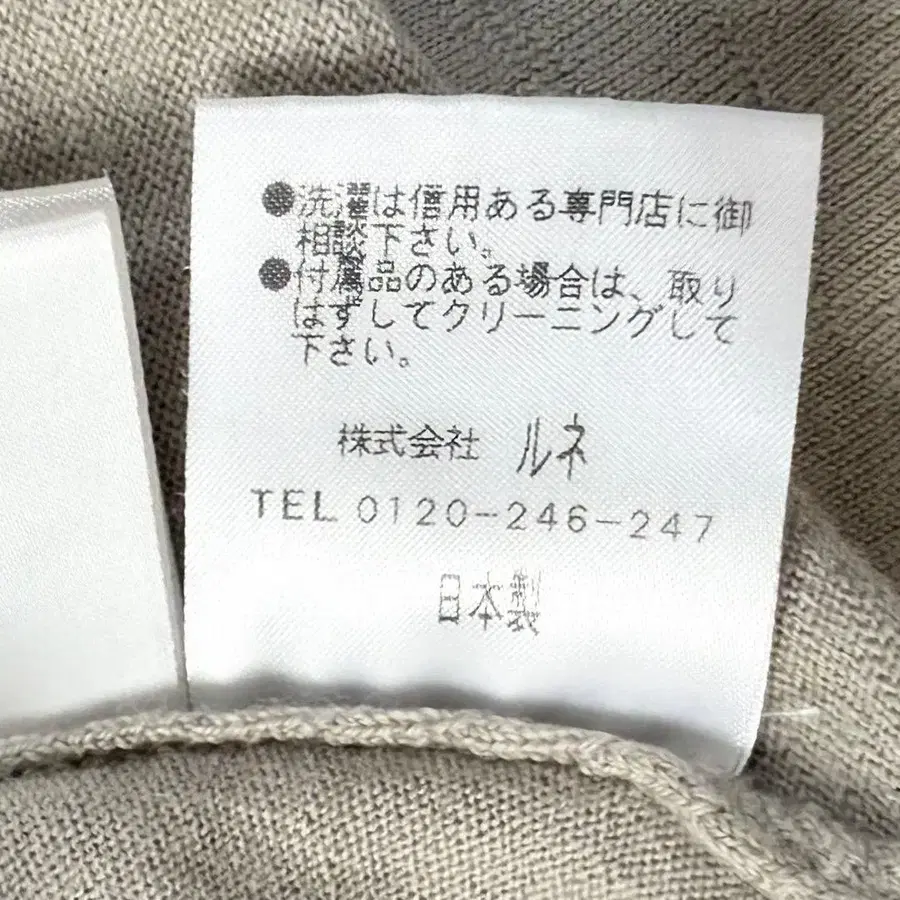 ●洗濯は信用ある専門店に御
相談下さい。
●付属品のある場合は、取り
はずしてクリーニングして
下さい。
株式会社 ルネ
TEL 0120-246-247
日本製